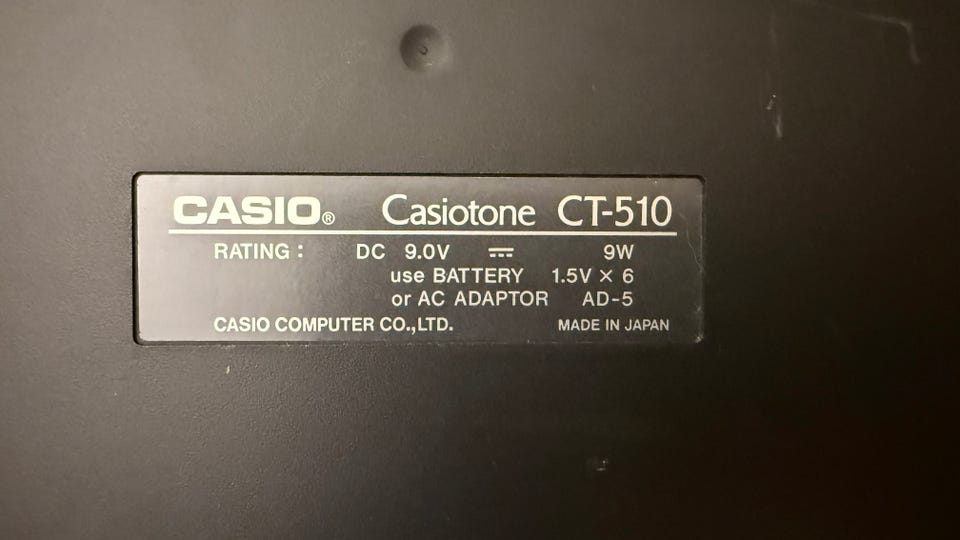 CASIO® Casiotone CT-510
RATING : DC 9.0V ⎓ 9W
use BATTERY 1.5V × 6
or AC ADAPTOR AD-5
CASIO COMPUTER CO.,LTD. MADE IN JAPAN